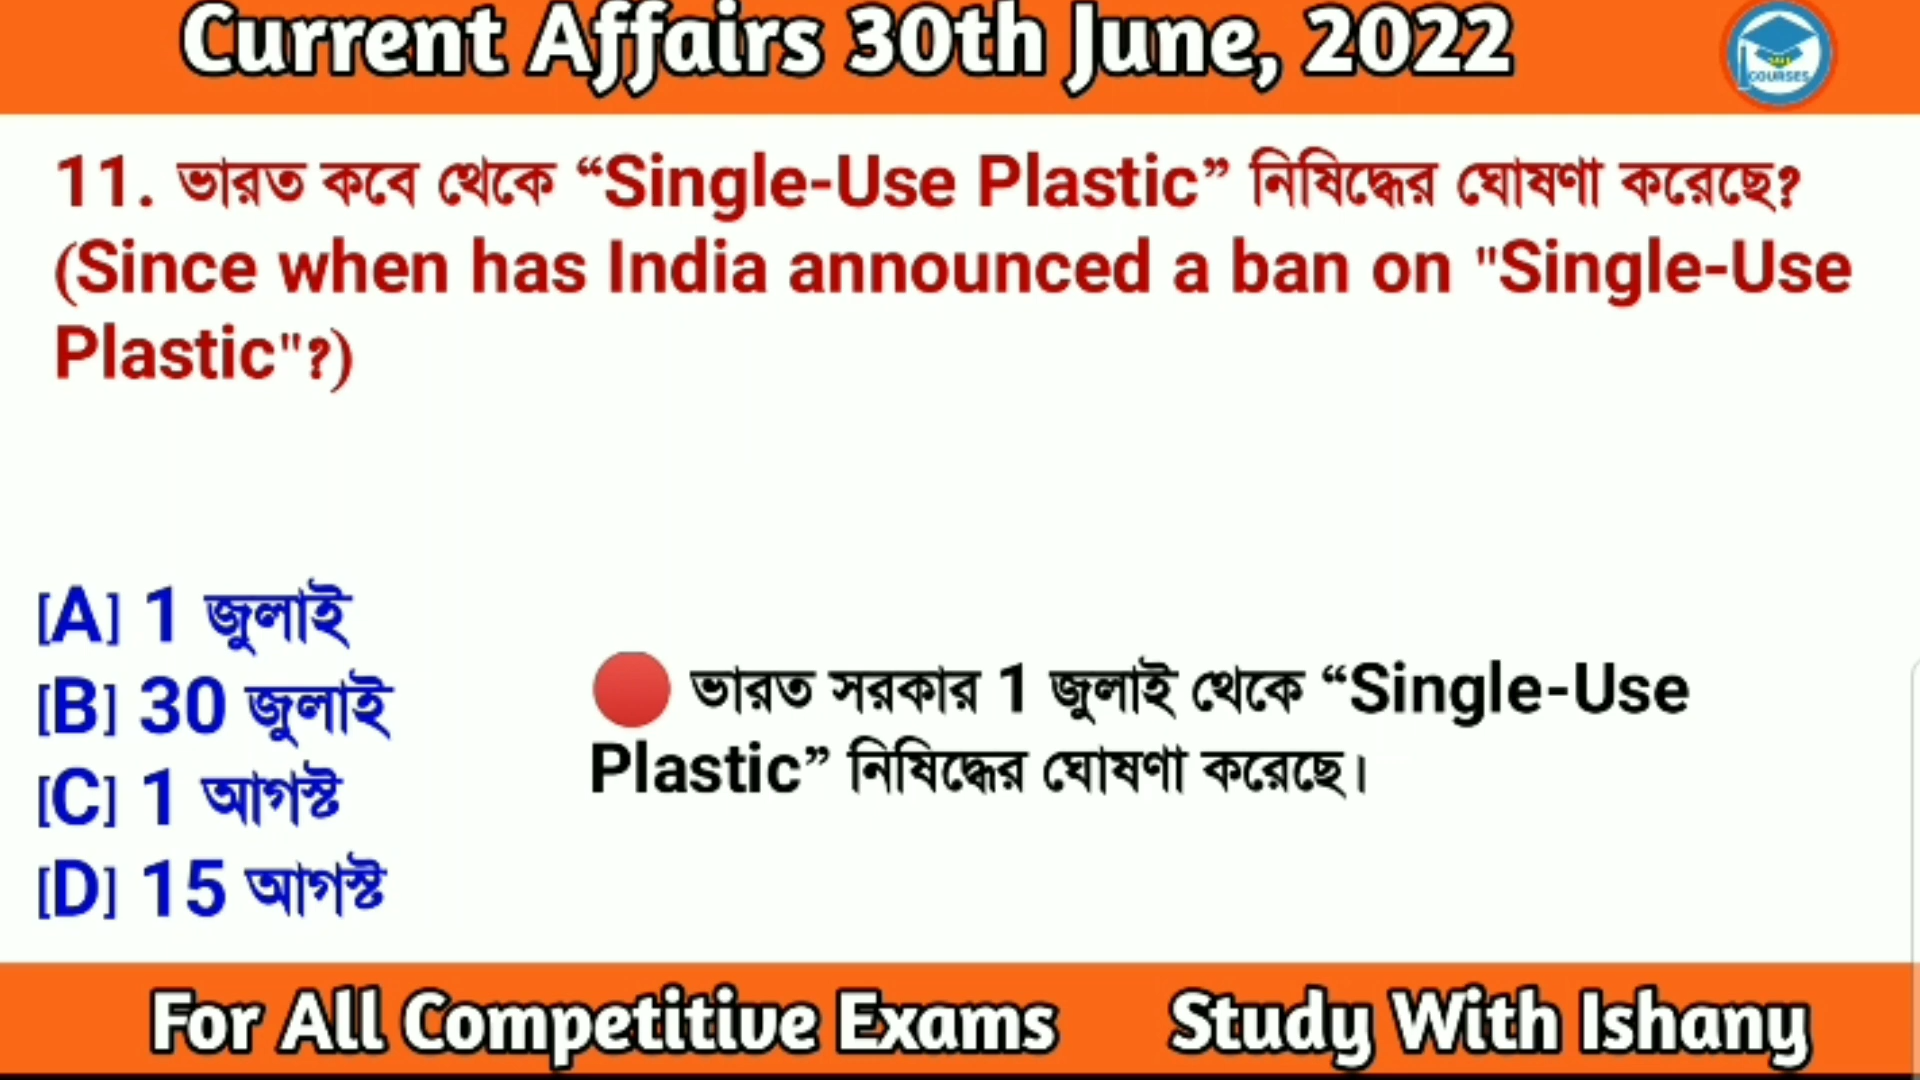 Current Affairs 30th June, 2022
COURSES
11. ভারত কবে থেকে “Single-Use Plastic” নিষিদ্ধের ঘোষণা করেছে?
(Since when has India announced a ban on "Single-Use
Plastic"?)
[A] 1 জুলাই
[B] 30 জুলাই
[C] 1 আগস্ট
[D] 15 আগস্ট
ভারত সরকার 1 জুলাই থেকে “Single-Use
Plastic” নিষিদ্ধের ঘোষণা করেছে।
For All Competitive Exams Study With Ishany